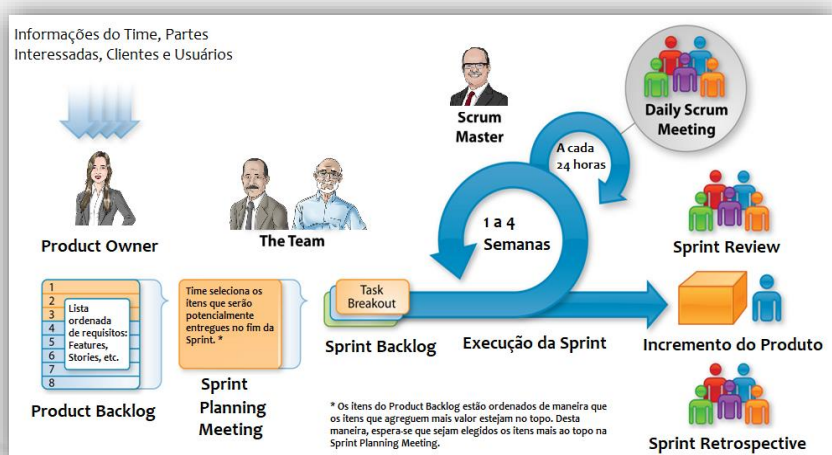 Informações do Time, Partes
Interessadas, Clientes e Usuários
Product Owner
The Team
Scrum
Master
A cada
24 horas
Daily Scrum
Meeting
1 a 4
Semanas
Sprint Review
1
2
3
4
5
6
7
8
Lista
ordenada
de requisitos:
Features,
Stories, etc.
Product Backlog
Time seleciona os
itens que serão
potencialmente
entregues no fim da
Sprint. *
Sprint
Planning
Meeting
Task
Breakout
Sprint Backlog
Execução da Sprint
Incremento do Produto
* Os itens do Product Backlog estão ordenados de maneira que
os itens que agreguem mais valor estejam no topo. Desta
maneira, espera-se que sejam elegidos os itens mais ao topo na
Sprint Planning Meeting.
Sprint Retrospective